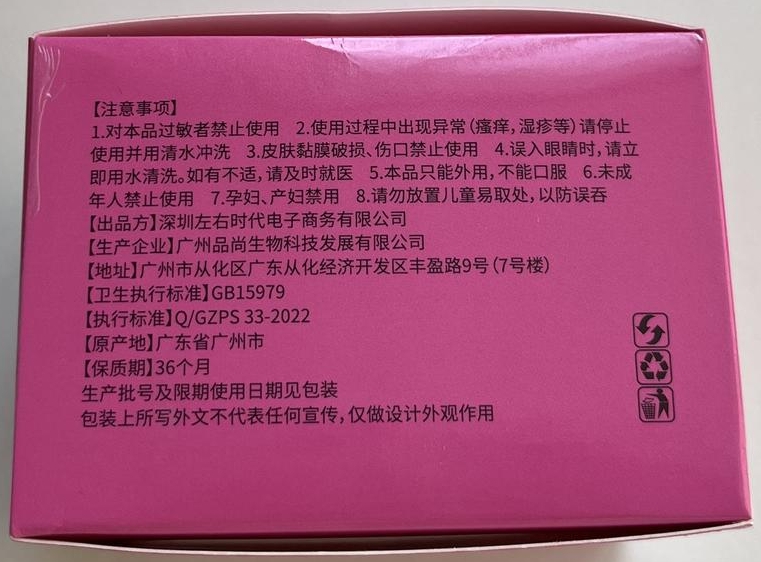 【注意事项】
1.对本品过敏者禁止使用 2.使用过程中出现异常(瘙痒,湿疹等)请停止
使用并用清水冲洗 3.皮肤黏膜破损、伤口禁止使用 4.误入眼睛时,请立
即用水清洗。如有不适,请及时就医 5.本品只能外用,不能口服 6.未成
年人禁止使用 7.孕妇、产妇禁用 8.请勿放置儿童易取处,以防误吞
【出品方】深圳左右时代电子商务有限公司
【生产企业】广州品尚生物科技发展有限公司
【地址】广州市从化区广东从化经济开发区丰盈路9号(7号楼)
【卫生执行标准】GB15979
【执行标准】Q/GZPS 33-2022
【原产地】广东省广州市
【保质期】36个月
生产批号及限期使用日期见包装
包装上所写外文不代表任何宣传,仅做设计外观作用